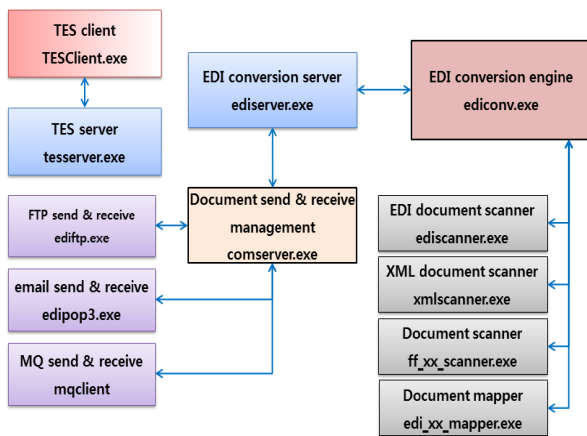 TES client
TESClient.exe
TES server
tesserver.exe
EDI conversion server
ediserver.exe
EDI conversion engine
ediconv.exe
FTP send & receive
ediftp.exe
email send & receive
edipop3.exe
MQ send & receive
mqclient
Document send & receive
management
comserver.exe
EDI document scanner
ediscanner.exe
XML document scanner
xmlscanner.exe
Document scanner
ff_xx_scanner.exe
Document mapper
edi_xx_mapper.exe